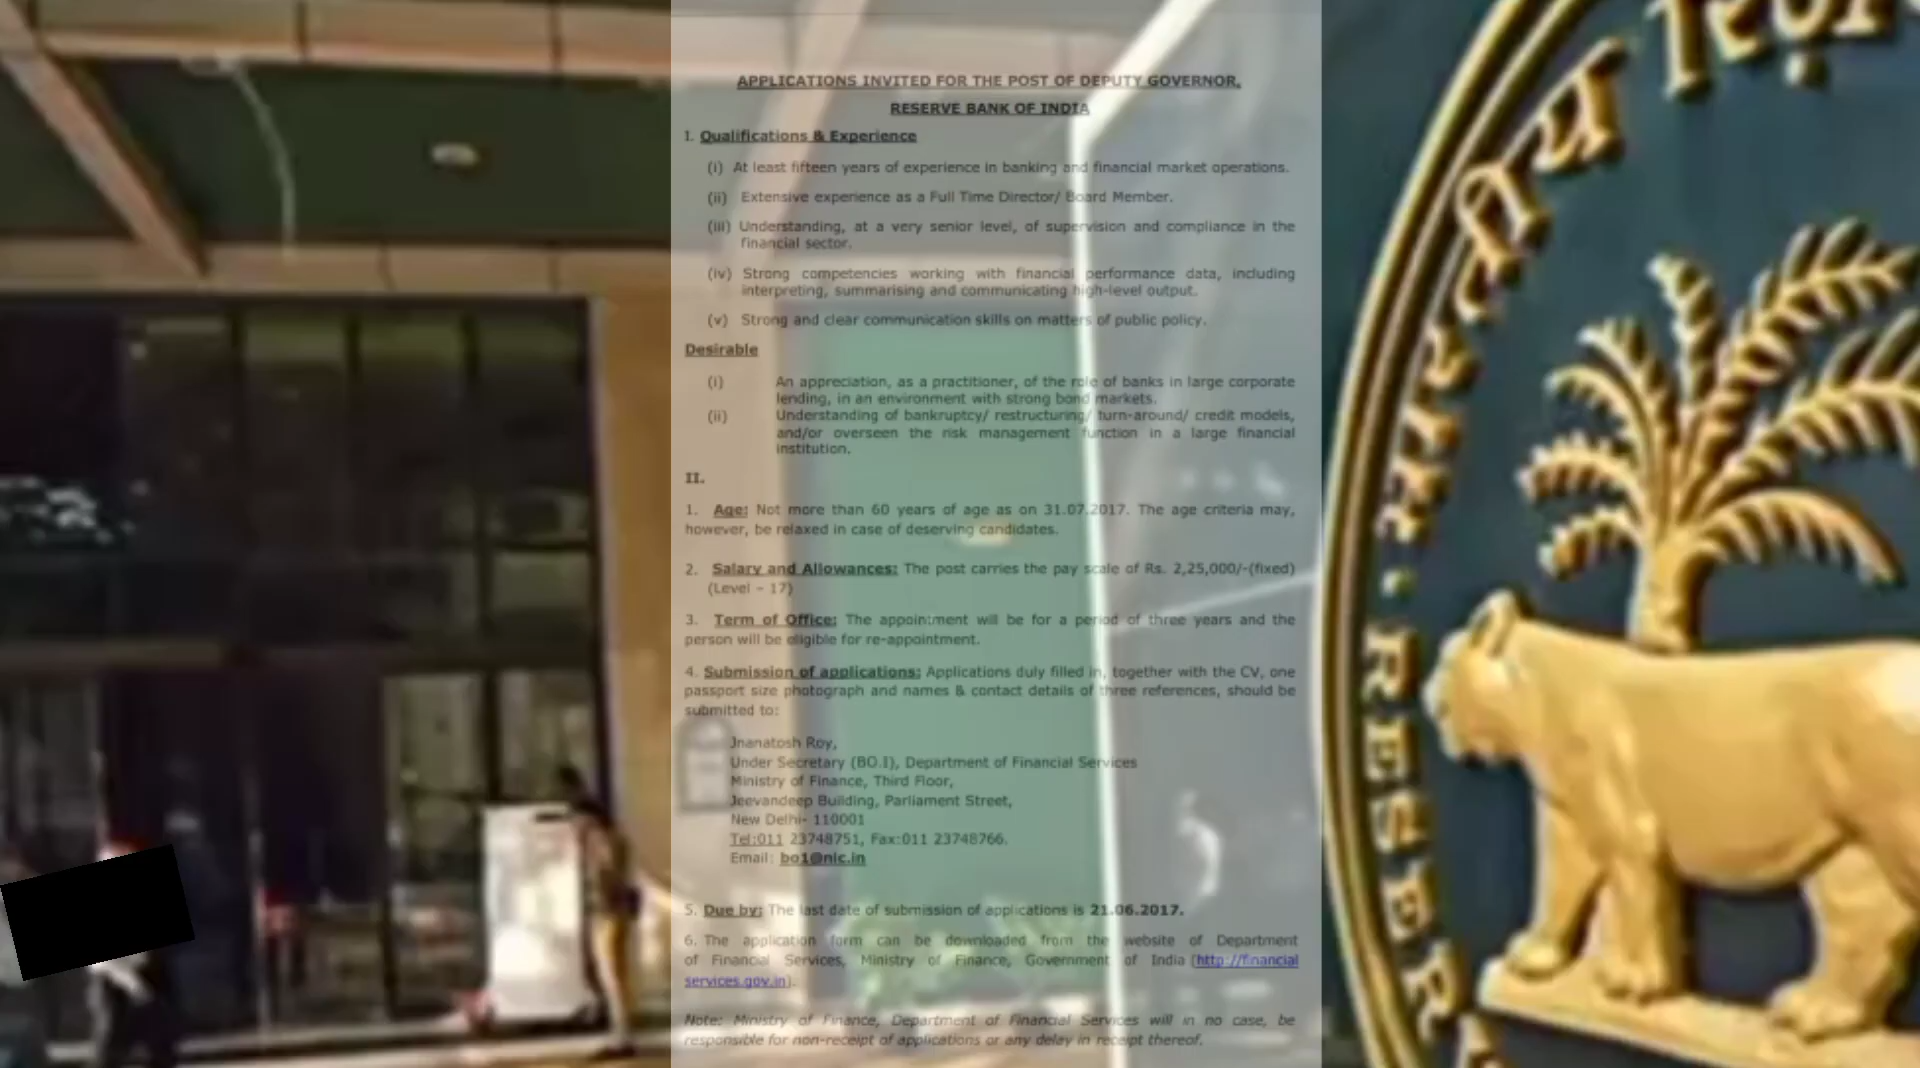 APPLICATIONS INVITED FOR THE POST OF DEPUTY GOVERNOR,
RESERVE BANK OF INDIA
I. Qualifications & Experience
(i) At least fifteen years of experience in banking and financial market operations.
(ii) Extensive experience as a Full Time Director/ Board Member.
(iii) Understanding, at a very senior level, of supervision and compliance in the
financial sector.
(iv) Strong competencies working with financial performance data, including
interpreting, summarising and communicating high-level output.
(v) Strong and clear communication skills on matters of public policy.
Desirable
(i) An appreciation, as a practitioner, of the role of banks in large corporate
lending, in an environment with strong bond markets.
(ii) Understanding of bankruptcy/ restructuring/ turn-around/ credit models,
and/or overseen the risk management function in a large financial
institution.
II.
1. Age: Not more than 60 years of age as on 31.07.2017. The age criteria may,
however, be relaxed in case of deserving candidates.
2. Salary and Allowances: The post carries the pay scale of Rs. 2,25,000/-(fixed)
(Level – 17)
3. Term of Office: The appointment will be for a period of three years and the
person will be eligible for re-appointment.
4. Submission of applications: Applications duly filled in, together with the CV, one
passport size photograph and names & contact details of three references, should be
submitted to:
Jnanatosh Roy,
Under Secretary (BO.I), Department of Financial Services
Ministry of Finance, Third Floor,
Jeevandeep Building, Parliament Street,
New Delhi- 110001
Tel:011 23748751, Fax:011 23748766.
Email: bo1@nic.in
5. Due by: The last date of submission of applications is 21.06.2017.
6. The application form can be downloaded from the website of Department
of Financial Services, Ministry of Finance, Government of India (http://financial
services.gov.in).
Note: Ministry of Finance, Department of Financial Services will in no case, be
responsible for non-receipt of applications or any delay in receipt thereof.
RESER